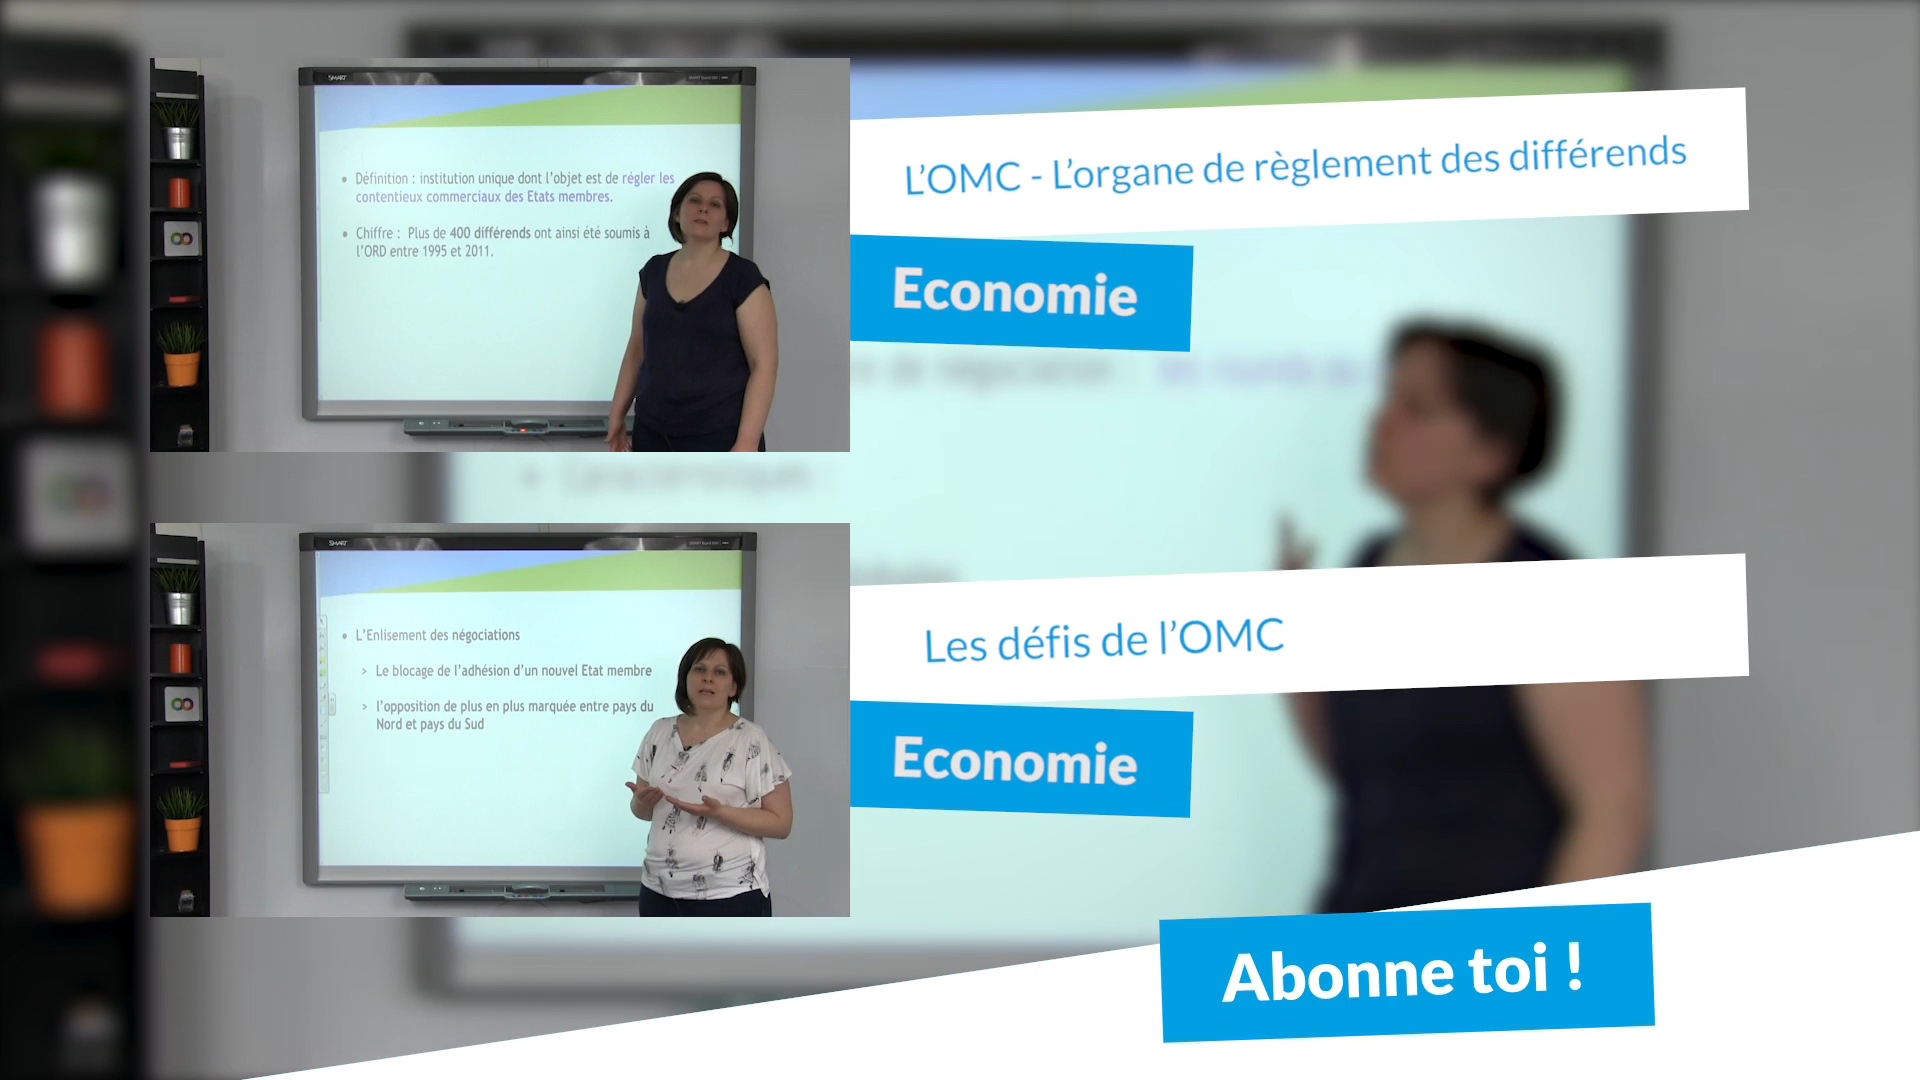 SMART
• Définition : institution unique dont l'objet est de régler les
contentieux commerciaux des Etats membres.
• Chiffre : Plus de 400 différends ont ainsi été soumis à
l'ORD entre 1995 et 2011.
L'OMC - L'organe de règlement des différends
Economie
• Caractéristiques :
SMART
• L'Enlisement des négociations
> Le blocage de l'adhésion d'un nouvel Etat membre
> l'opposition de plus en plus marquée entre pays du
Nord et pays du Sud
Les défis de l'OMC
Economie
Abonne toi !